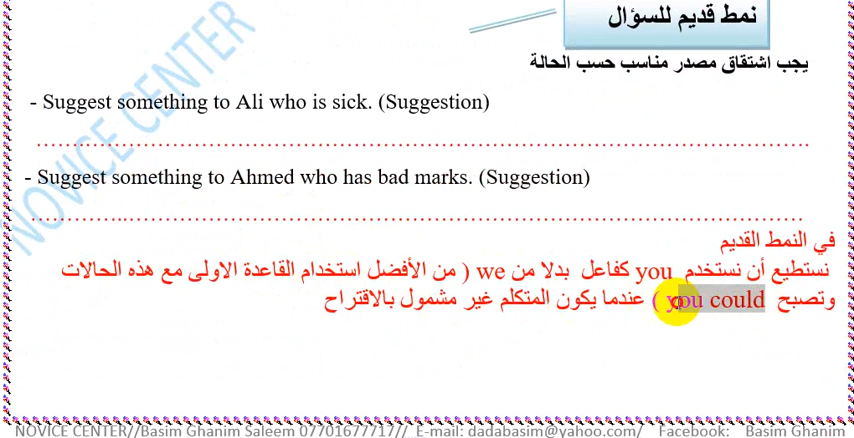 نمط قديم للسؤال
يجب اشتقاق مصدر مناسب حسب الحالة
- Suggest something to Ali who is sick. (Suggestion)
- Suggest something to Ahmed who has bad marks. (Suggestion)
في النمط القديم
نستطيع أن نستخدم you كفاعل بدلا من we ( من الأفضل استخدام القاعدة الاولى مع هذه الحالات
وتصبح you could ) عندما يكون المتكلم غير مشمول بالاقتراح
NOVICE CENTER
NOVICE CENTER//Basim Ghanim Saleem 07701677717// E-mail: dadabasim@yahoo.com/ Facebook: Basim Ghanim